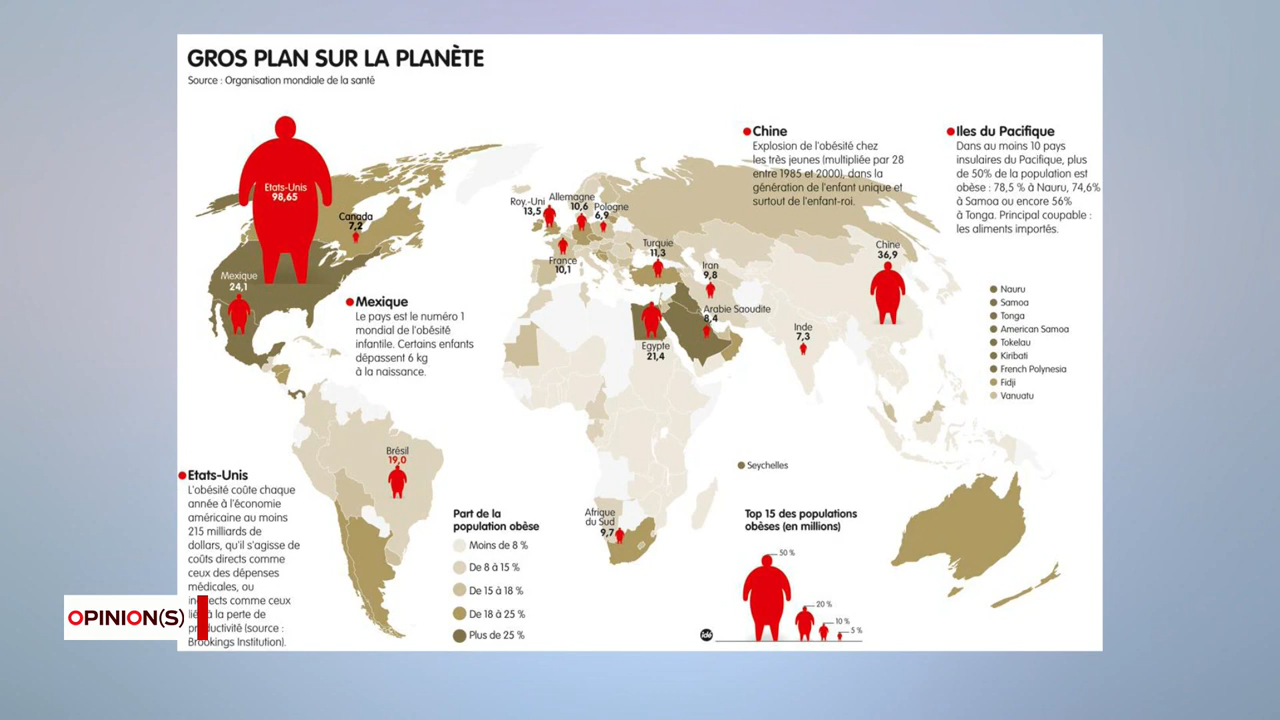 GROS PLAN SUR LA PLANÈTE
Source : Organisation mondiale de la santé
Etats-Unis
98,65
Canada
7,2
Mexique
24,1
Mexique
Le pays est le numéro 1
mondial de l'obésité
infantile. Certains enfants
dépassent 6 kg
à la naissance.
Roy.-Uni
13,5
Allemagne
10,6
Pologne
6,9
France
10,1
Turquie
11,3
Iran
9,8
Arabie Saoudite
8,4
Egypte
21,4
Inde
7,3
Chine
36,9
Chine
Explosion de l'obésité chez
les très jeunes (multipliée par 28
entre 1985 et 2000), dans la
génération de l'enfant unique et
surtout de l'enfant-roi.
Iles du Pacifique
Dans au moins 10 pays
insulaires du Pacifique, plus
de 50% de la population est
obèse : 78,5 % à Nauru, 74,6%
à Samoa ou encore 56%
à Tonga. Principal coupable :
les aliments importés.
Nauru
Samoa
Tonga
American Samoa
Tokelau
Kiribati
French Polynesia
Fidji
Vanuatu
Seychelles
Brésil
19,0
Afrique
du Sud
9,7
Etats-Unis
L'obésité coûte chaque
année à l'économie
américaine au moins
215 milliards de
dollars, qu'il s'agisse de
coûts directs comme
ceux des dépenses
médicales, ou
comme ceux
à la perte de
(source :
Brookings Institution).
OPINION(S)
Part de la
population obèse
Moins de 8 %
De 8 à 15 %
De 15 à 18 %
De 18 à 25 %
Plus de 25 %
Top 15 des populations
obèses (en millions)
50 %
20 %
10 %
5 %
idé